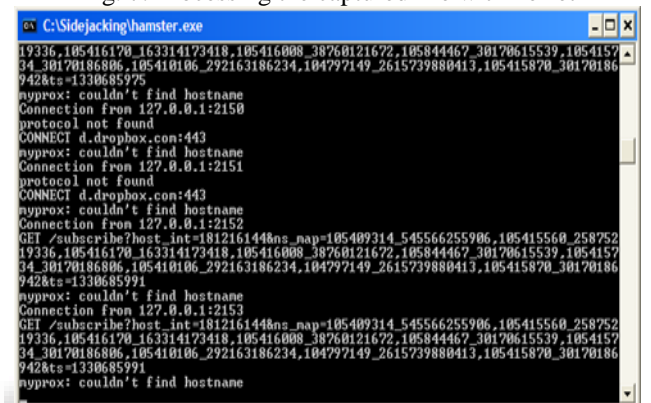 C:\Sidejacking\hamster.exe
19336,105416170_163314173418,105416008_38760121672,105844467_30170615539,1054157
34_30170186806,105410106_292163186234,104797149_2615739880413,105415870_30170186
942&ts=1330685975
myprox: couldn't find hostname
Connection from 127.0.0.1:2150
protocol not found
CONNECT d.dropbox.com:443
myprox: couldn't find hostname
Connection from 127.0.0.1:2151
protocol not found
CONNECT d.dropbox.com:443
myprox: couldn't find hostname
Connection from 127.0.0.1:2152
GET /subscribe?host_int=181216144&ns_map=105409314_545566255906,105415560_258752
19336,105416170_163314173418,105416008_38760121672,105844467_30170615539,1054157
34_30170186806,105410106_292163186234,104797149_2615739880413,105415870_30170186
942&ts=1330685991
myprox: couldn't find hostname
Connection from 127.0.0.1:2153
GET /subscribe?host_int=181216144&ns_map=105409314_545566255906,105415560_258752
19336,105416170_163314173418,105416008_38760121672,105844467_30170615539,1054157
34_30170186806,105410106_292163186234,104797149_2615739880413,105415870_30170186
942&ts=1330685991
myprox: couldn't find hostname